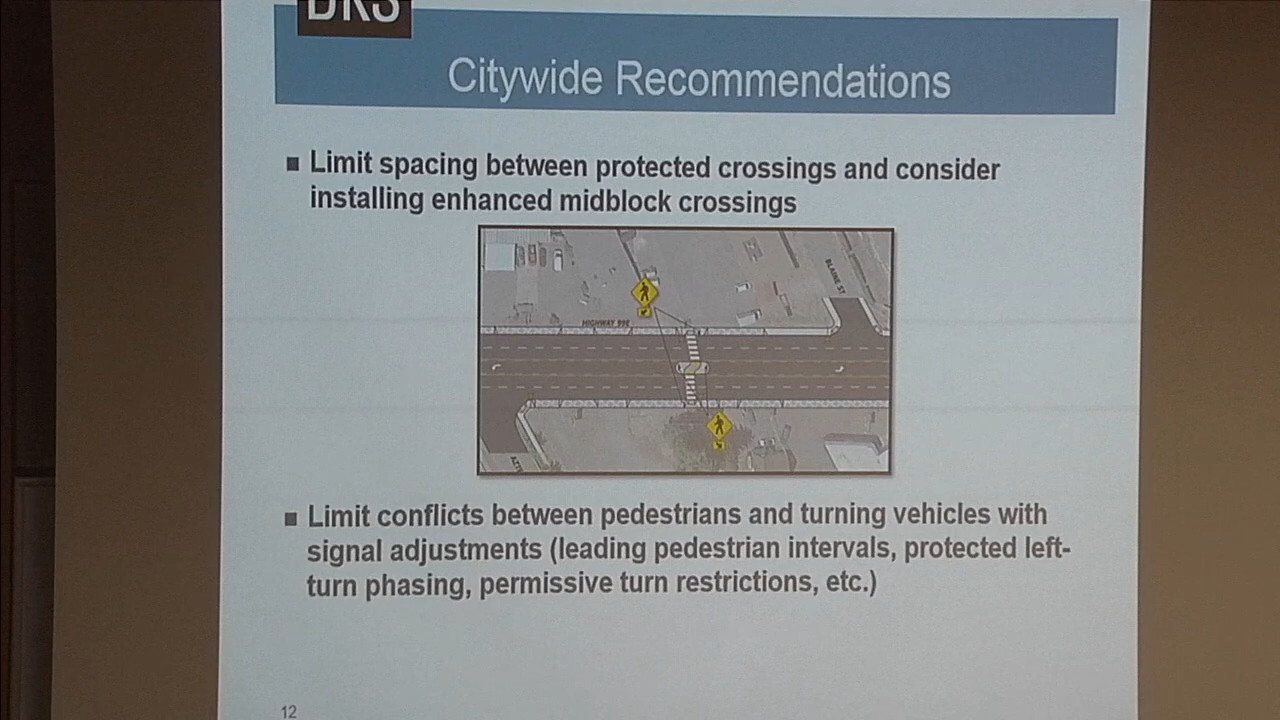 DKS
Citywide Recommendations
Limit spacing between protected crossings and consider
installing enhanced midblock crossings
BLAINE ST
HIGHWAY 99E
Limit conflicts between pedestrians and turning vehicles with
signal adjustments (leading pedestrian intervals, protected left-
turn phasing, permissive turn restrictions, etc.)
12